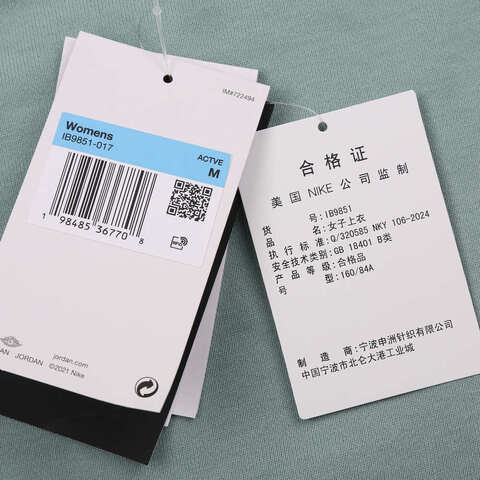 IM#722494
Womens
IB9851-017
ACTVE
M
1 98485 36770 8
JORDAN
jordan.com
©2021 Nike
合格证
美国NIKE公司监制
货 号: IB9851
品 名: 女子上衣
执行标准: Q/320585 NKY 106-2024
安全技术类别: GB 18401 B类
产品等级: 合格品
号 型: 160/84A
制造商: 宁波申洲针织有限公司
中国宁波市北仑大港工业城